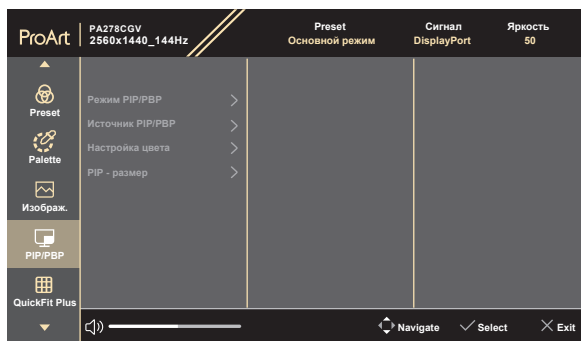 ProArt
PA278CGV
2560x1440_144Hz
Preset
Основной режим
Сигнал
DisplayPort
Яркость
50
Preset
Palette
Изображ.
PIP/PBP
QuickFit Plus
Режим PIP/PBP
Источник PIP/PBP
Настройка цвета
PIP - размер
Navigate
Select
Exit